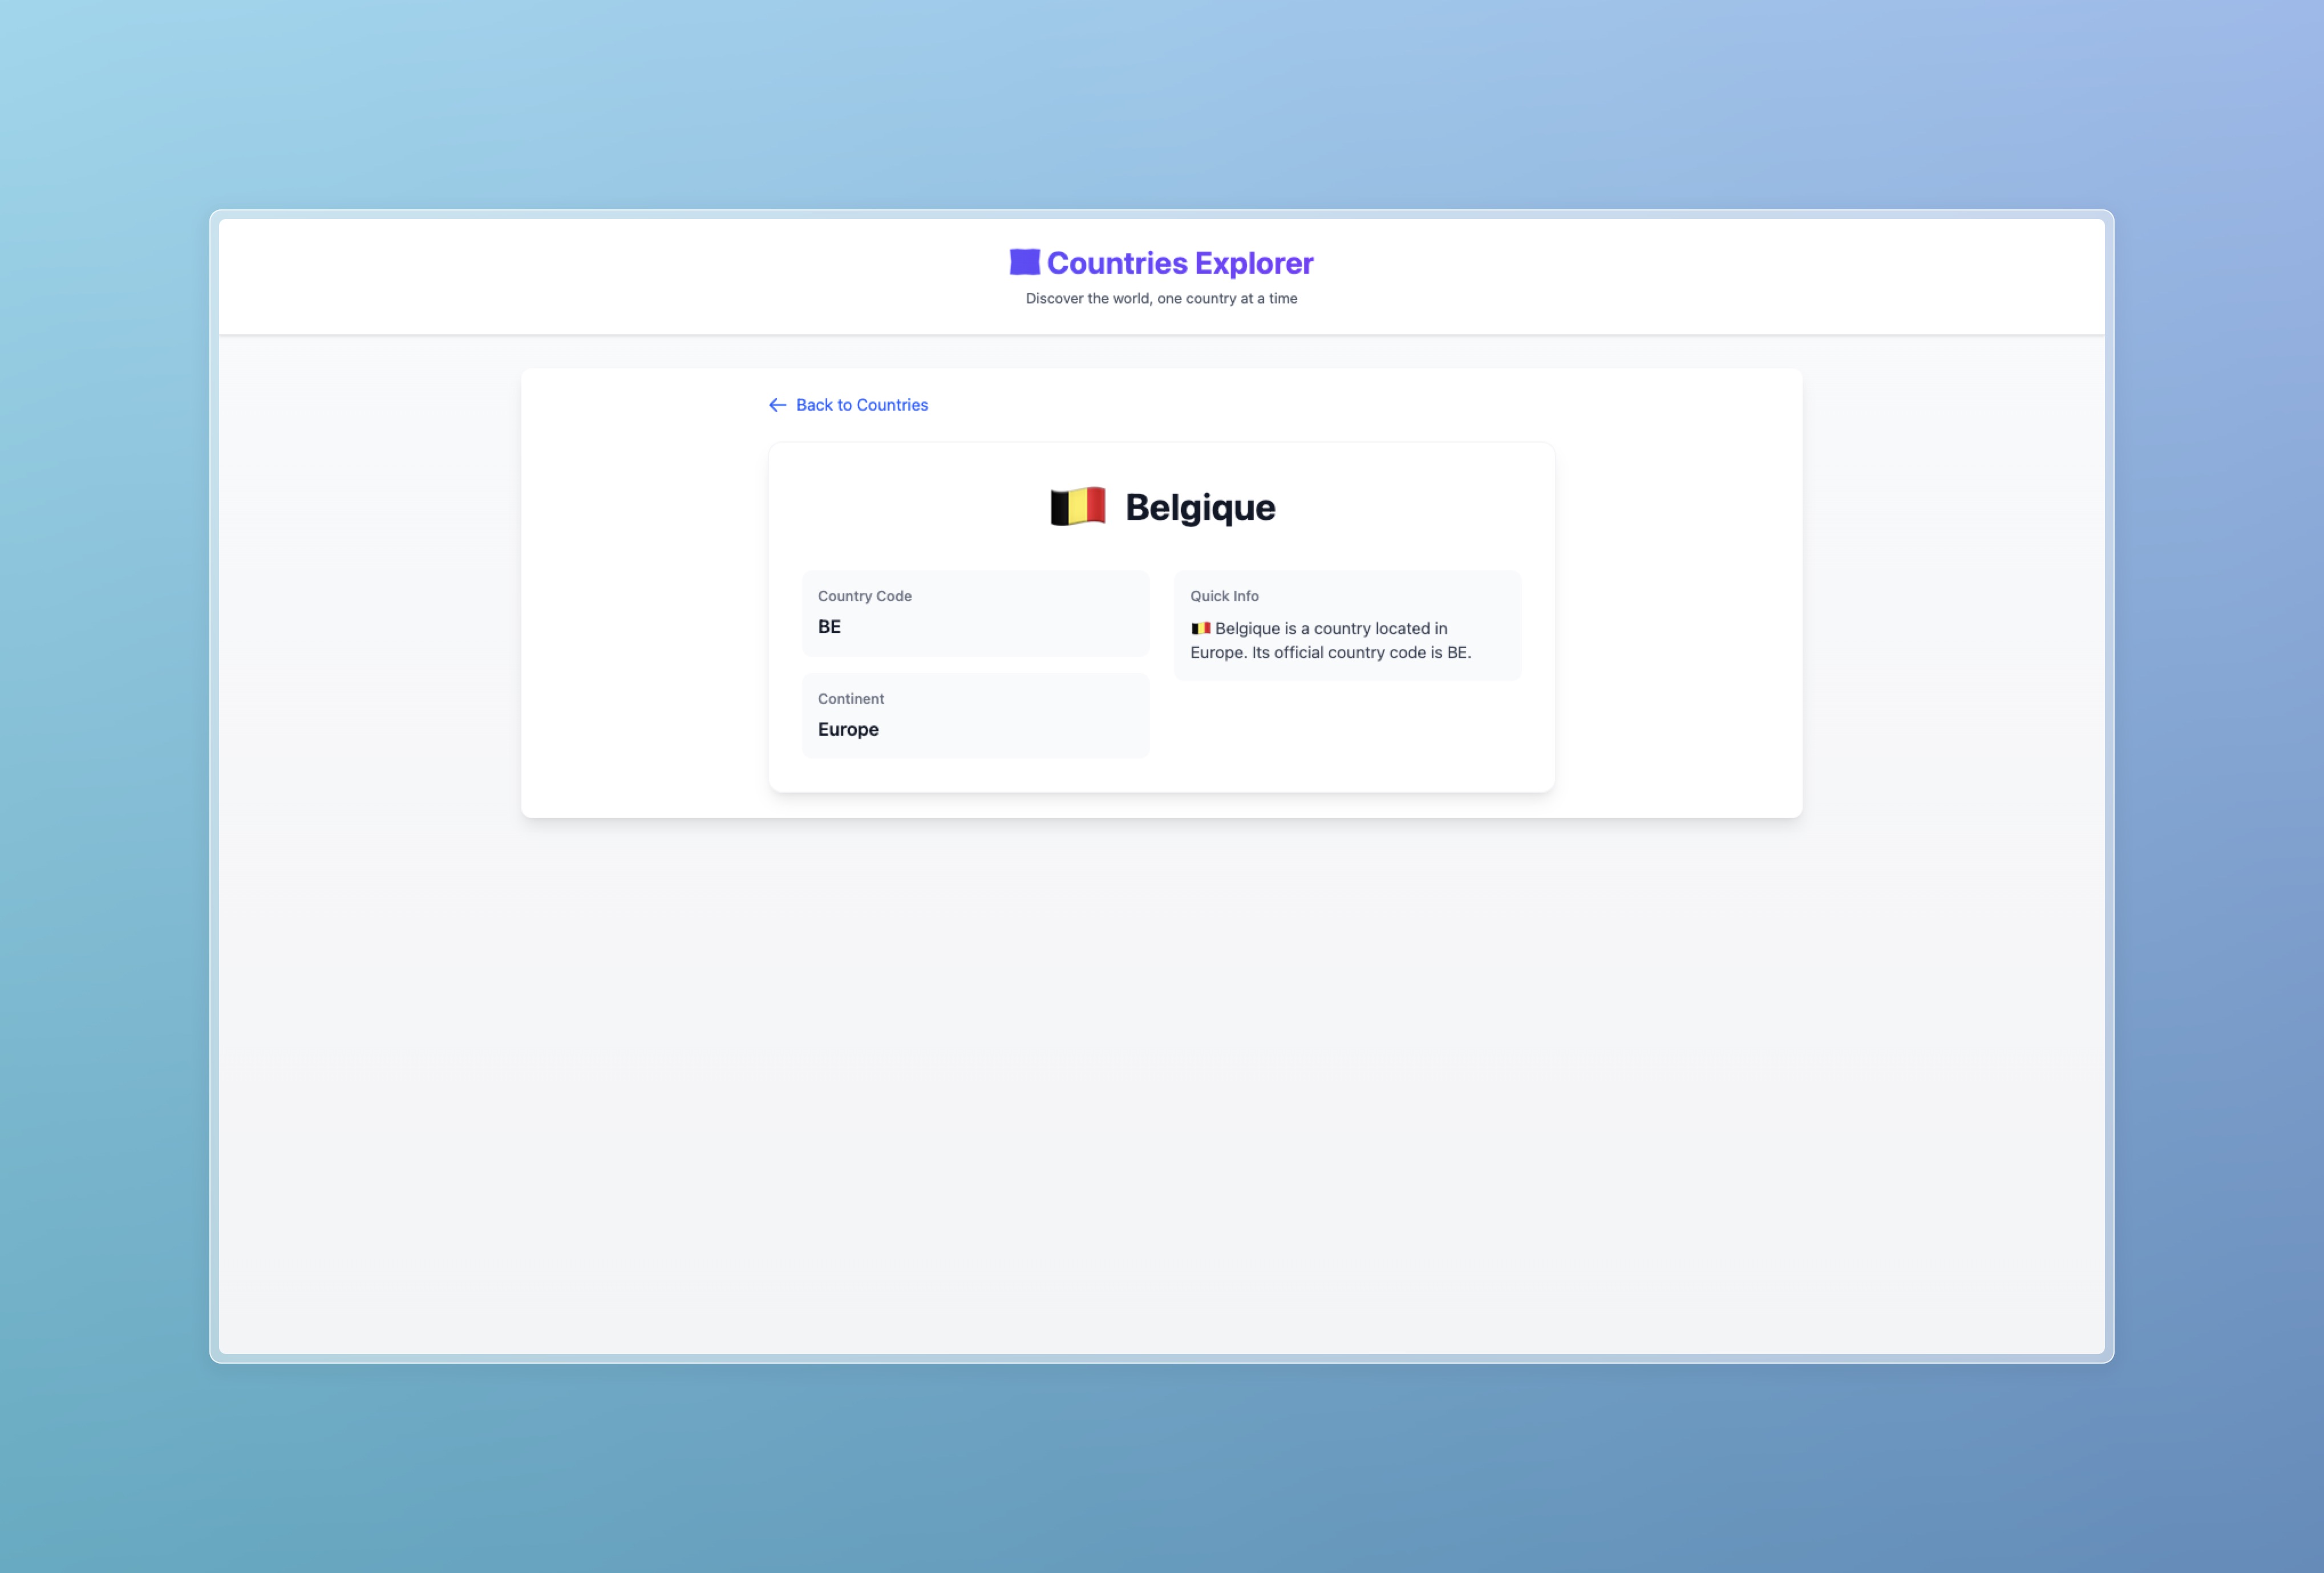 Countries Explorer
Discover the world, one country at a time
← Back to Countries
🇧🇪 Belgique
Country Code
BE
Continent
Europe
Quick Info
🇧🇪 Belgique is a country located in
Europe. Its official country code is BE.